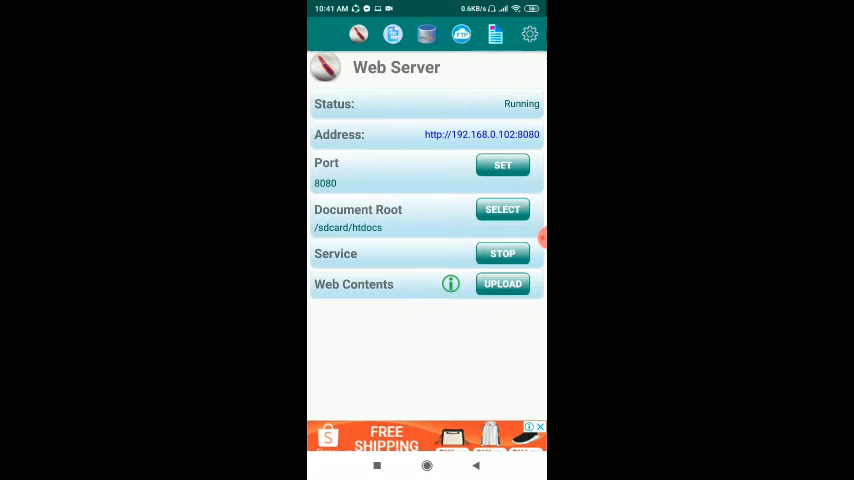 10:41 AM
0.6KB/s
Web Server
Status:
Running
Address:
http://192.168.0.102:8080
Port
SET
8080
Document Root
SELECT
/sdcard/htdocs
Service
STOP
Web Contents
UPLOAD
FREE
SHIPPING
FTP
S